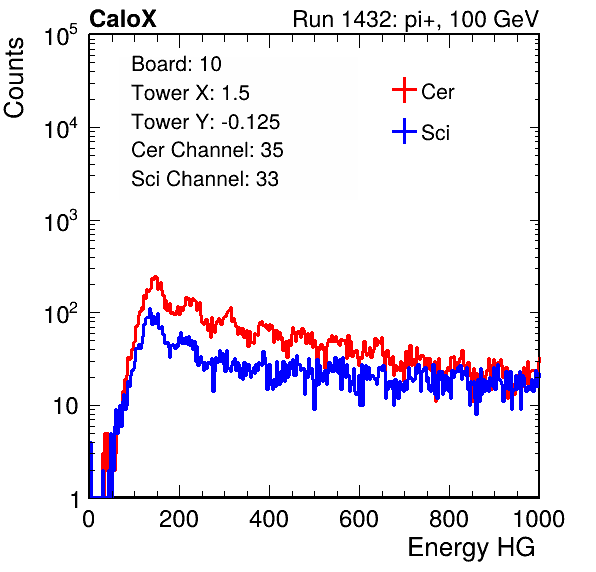 CaloX Run 1432: pi+, 100 GeV
Board: 10
Tower X: 1.5
Tower Y: -0.125
Cer Channel: 35
Sci Channel: 33
Cer
Sci
Counts
10^5
10^4
10^3
10^2
10
1
0 200 400 600 800 1000
Energy HG